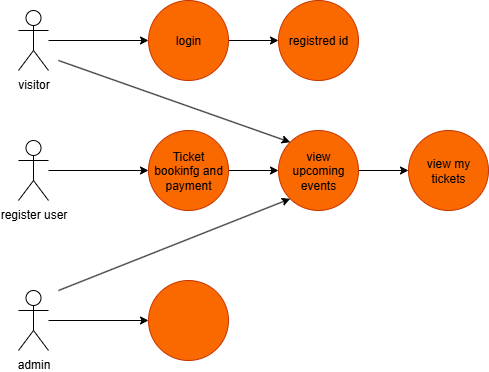 login
registred id
visitor
Ticket
bookinfg and
payment
view
upcoming
events
view my
tickets
register user
admin